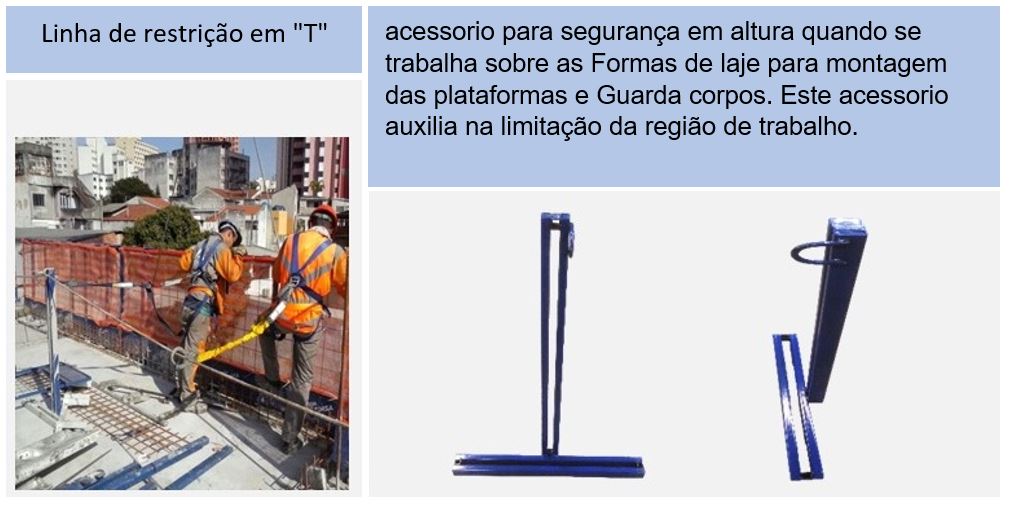 Linha de restrição em "T"
acessorio para segurança em altura quando se
trabalha sobre as Formas de laje para montagem
das plataformas e Guarda corpos. Este acessorio
auxilia na limitação da região de trabalho.